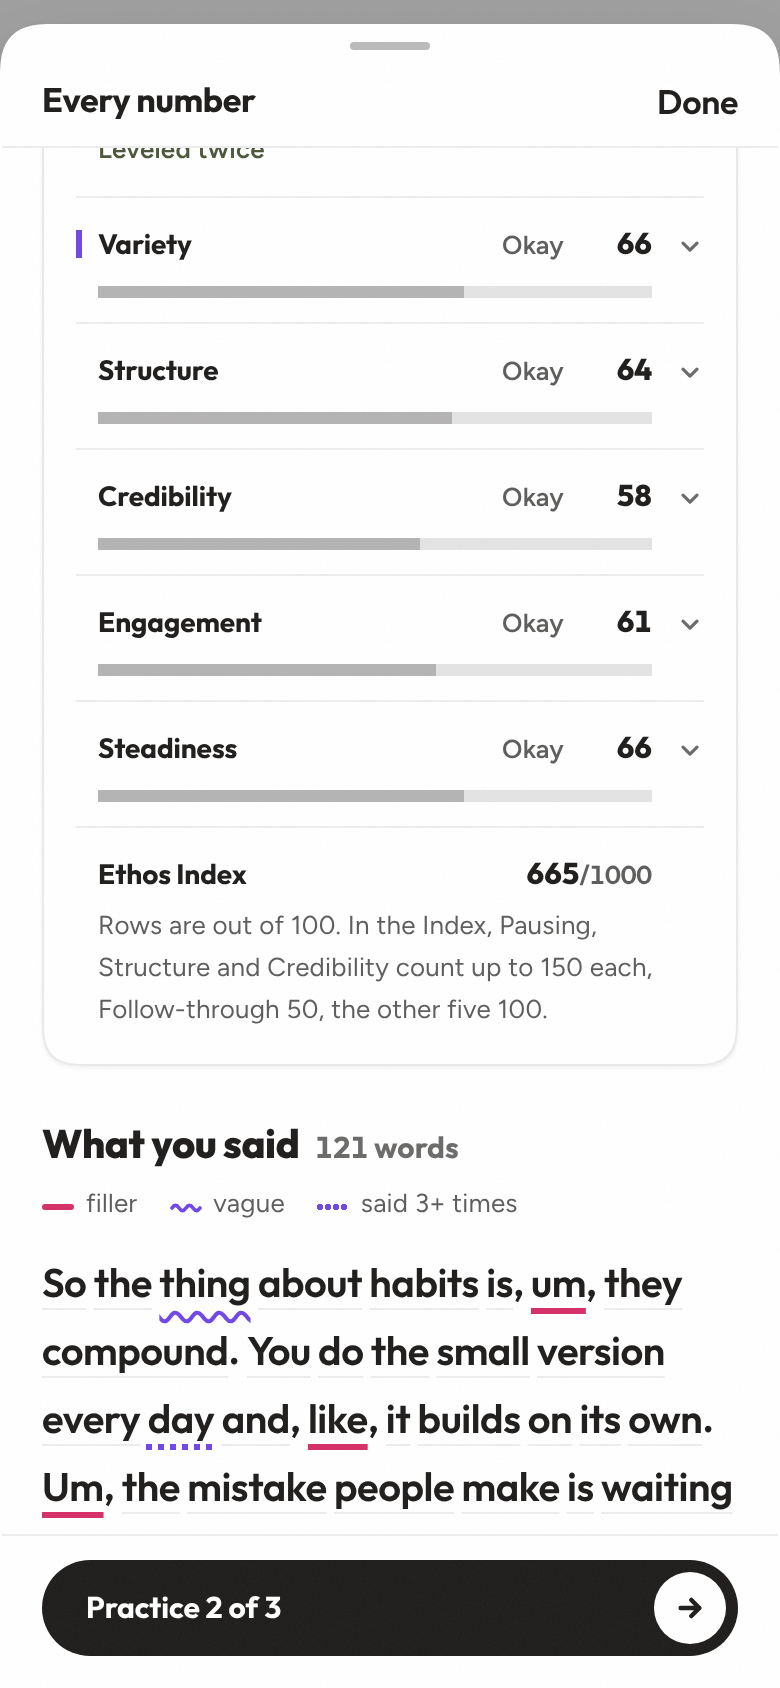 Every number
Done
Leveled twice
Variety Okay 66
Structure Okay 64
Credibility Okay 58
Engagement Okay 61
Steadiness Okay 66
Ethos Index 665/1000
Rows are out of 100. In the Index, Pausing,
Structure and Credibility count up to 150 each,
Follow-through 50, the other five 100.
What you said 121 words
filler vague said 3+ times
So the thing about habits is, um, they
compound. You do the small version
every day and, like, it builds on its own.
Um, the mistake people make is waiting
Practice 2 of 3